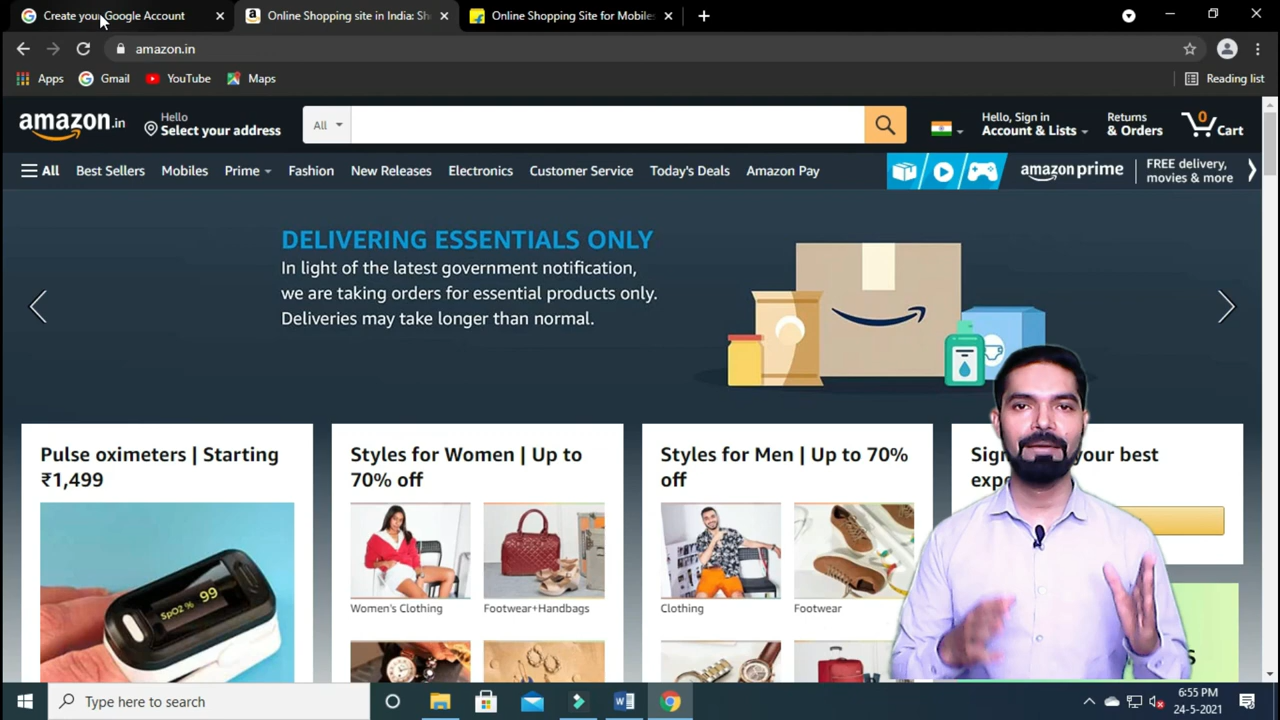 Create your Google Account
Online Shopping site in India: Sh
Online Shopping Site for Mobiles
amazon.in
Apps
Gmail
YouTube
Maps
Reading list
amazon.in
Hello
Select your address
All
Hello, Sign in
Account & Lists
Returns
& Orders
0
Cart
All
Best Sellers
Mobiles
Prime
Fashion
New Releases
Electronics
Customer Service
Today's Deals
Amazon Pay
amazon prime
FREE delivery,
movies & more
DELIVERING ESSENTIALS ONLY
In light of the latest government notification,
we are taking orders for essential products only.
Deliveries may take longer than normal.
Pulse oximeters | Starting
₹1,499
SpO2 % 99
Styles for Women | Up to
70% off
Women's Clothing
Footwear+Handbags
Styles for Men | Up to 70%
off
Clothing
Footwear
your best
Type here to search
6:55 PM
24-5-2021